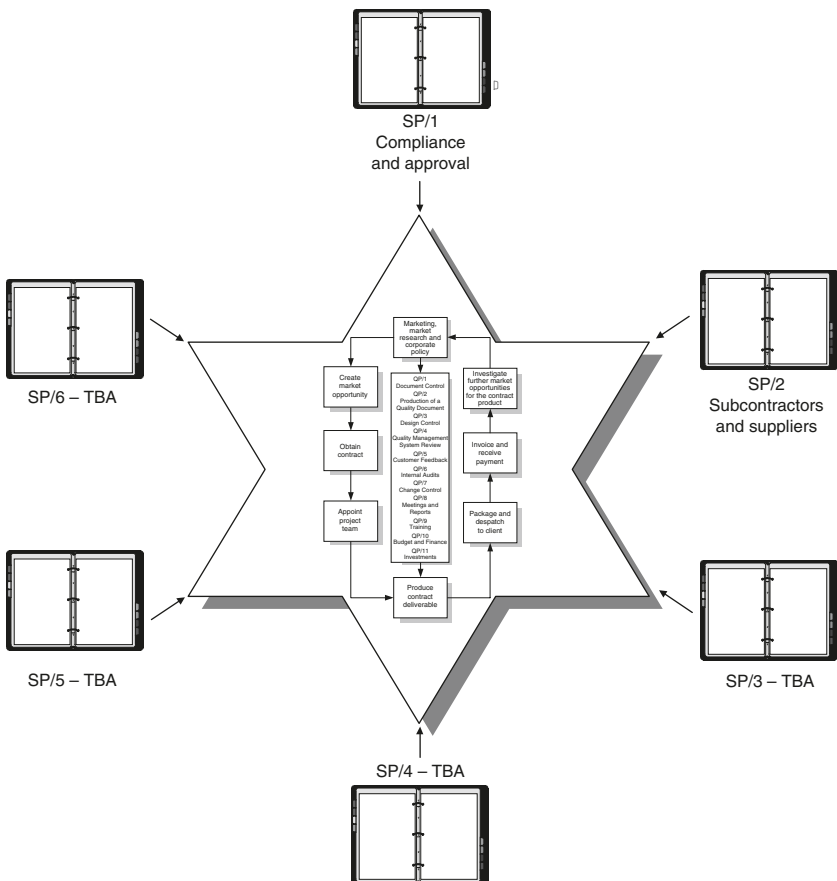 SP/1
Compliance
and approval
SP/6 – TBA
SP/2
Subcontractors
and suppliers
Marketing,
market
research and
corporate
policy
Create
market
opportunity
Obtain
contract
Appoint
project
team
QP/1
Document Control
QP/2
Production of a
Quality Document
QP/3
Design Control
QP/4
Quality Management
System Review
QP/5
Customer Feedback
QP/6
Internal Audits
QP/7
Change Control
QP/8
Meetings and
Reports
QP/9
Training
QP/10
Budget and Finance
QP/11
Investments
Produce
contract
deliverable
Investigate
further market
opportunities
for the contract
product
Invoice and
receive
payment
Package and
despatch
to client
SP/5 – TBA
SP/3 – TBA
SP/4 – TBA